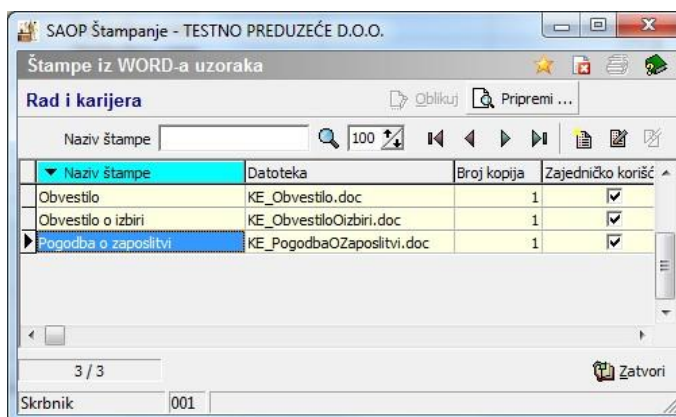 SAOP Štampanje - TESTNO PREDUZEĆE D.O.O.
Štampe iz WORD-a uzoraka
Rad i karijera Oblikuj Pripremi ...
Naziv štampe 100
Naziv štampe Datoteka Broj kopija Zajedničko korišć
Obvestilo KE_Obvestilo.doc 1
Obvestilo o izbiri KE_ObvestiloOizbiri.doc 1
Pogodba o zaposlitvi KE_PogodbaOZaposlitvi.doc 1
3 / 3 Zatvori
Skrbnik 001